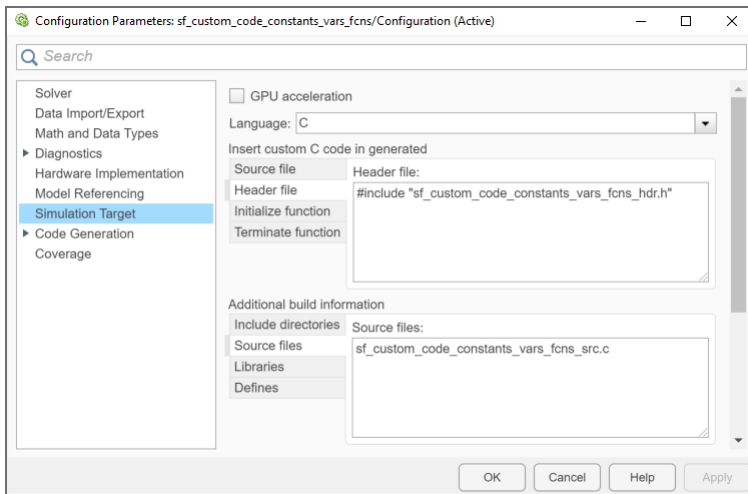 Configuration Parameters: sf_custom_code_constants_vars_fcns/Configuration (Active)
Search
Solver
Data Import/Export
Math and Data Types
Diagnostics
Hardware Implementation
Model Referencing
Simulation Target
Code Generation
Coverage
GPU acceleration
Language: C
Insert custom C code in generated
Source file
Header file
Initialize function
Terminate function
Header file:
#include "sf_custom_code_constants_vars_fcns_hdr.h"
Additional build information
Include directories
Source files
Libraries
Defines
Source files:
sf_custom_code_constants_vars_fcns_src.c
OK Cancel Help Apply